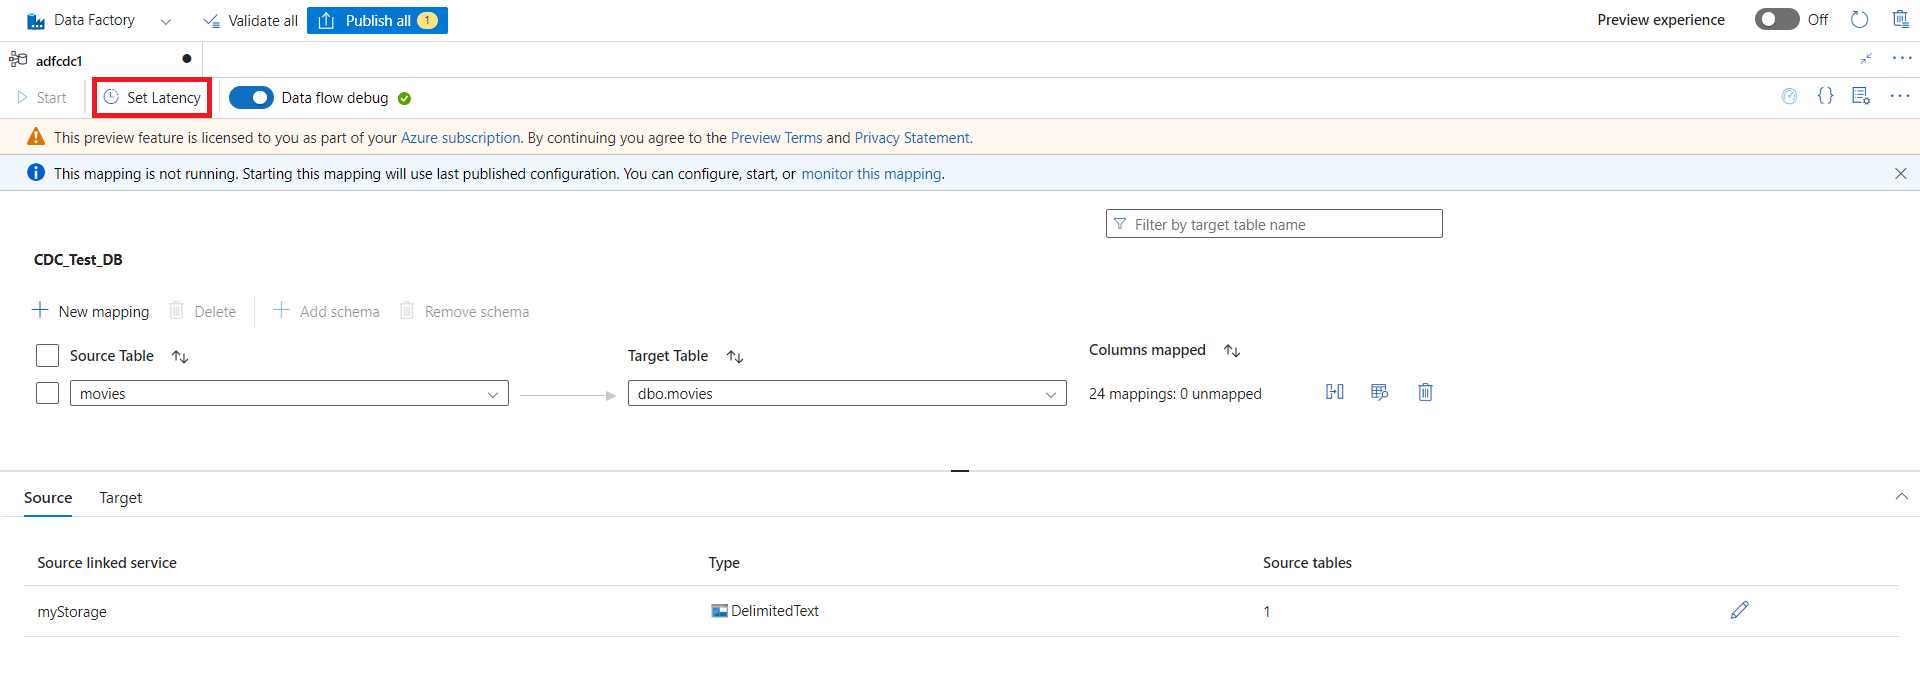 Data Factory Validate all Publish all 1 Preview experience Off
adfcdc1
Start Set Latency Data flow debug {}
This preview feature is licensed to you as part of your Azure subscription. By continuing you agree to the Preview Terms and Privacy Statement.
This mapping is not running. Starting this mapping will use last published configuration. You can configure, start, or monitor this mapping.
Filter by target table name
CDC_Test_DB
New mapping Delete Add schema Remove schema
Source Table Target Table Columns mapped
movies dbo.movies 24 mappings: 0 unmapped
Source Target
Source linked service Type Source tables
myStorage DelimitedText 1